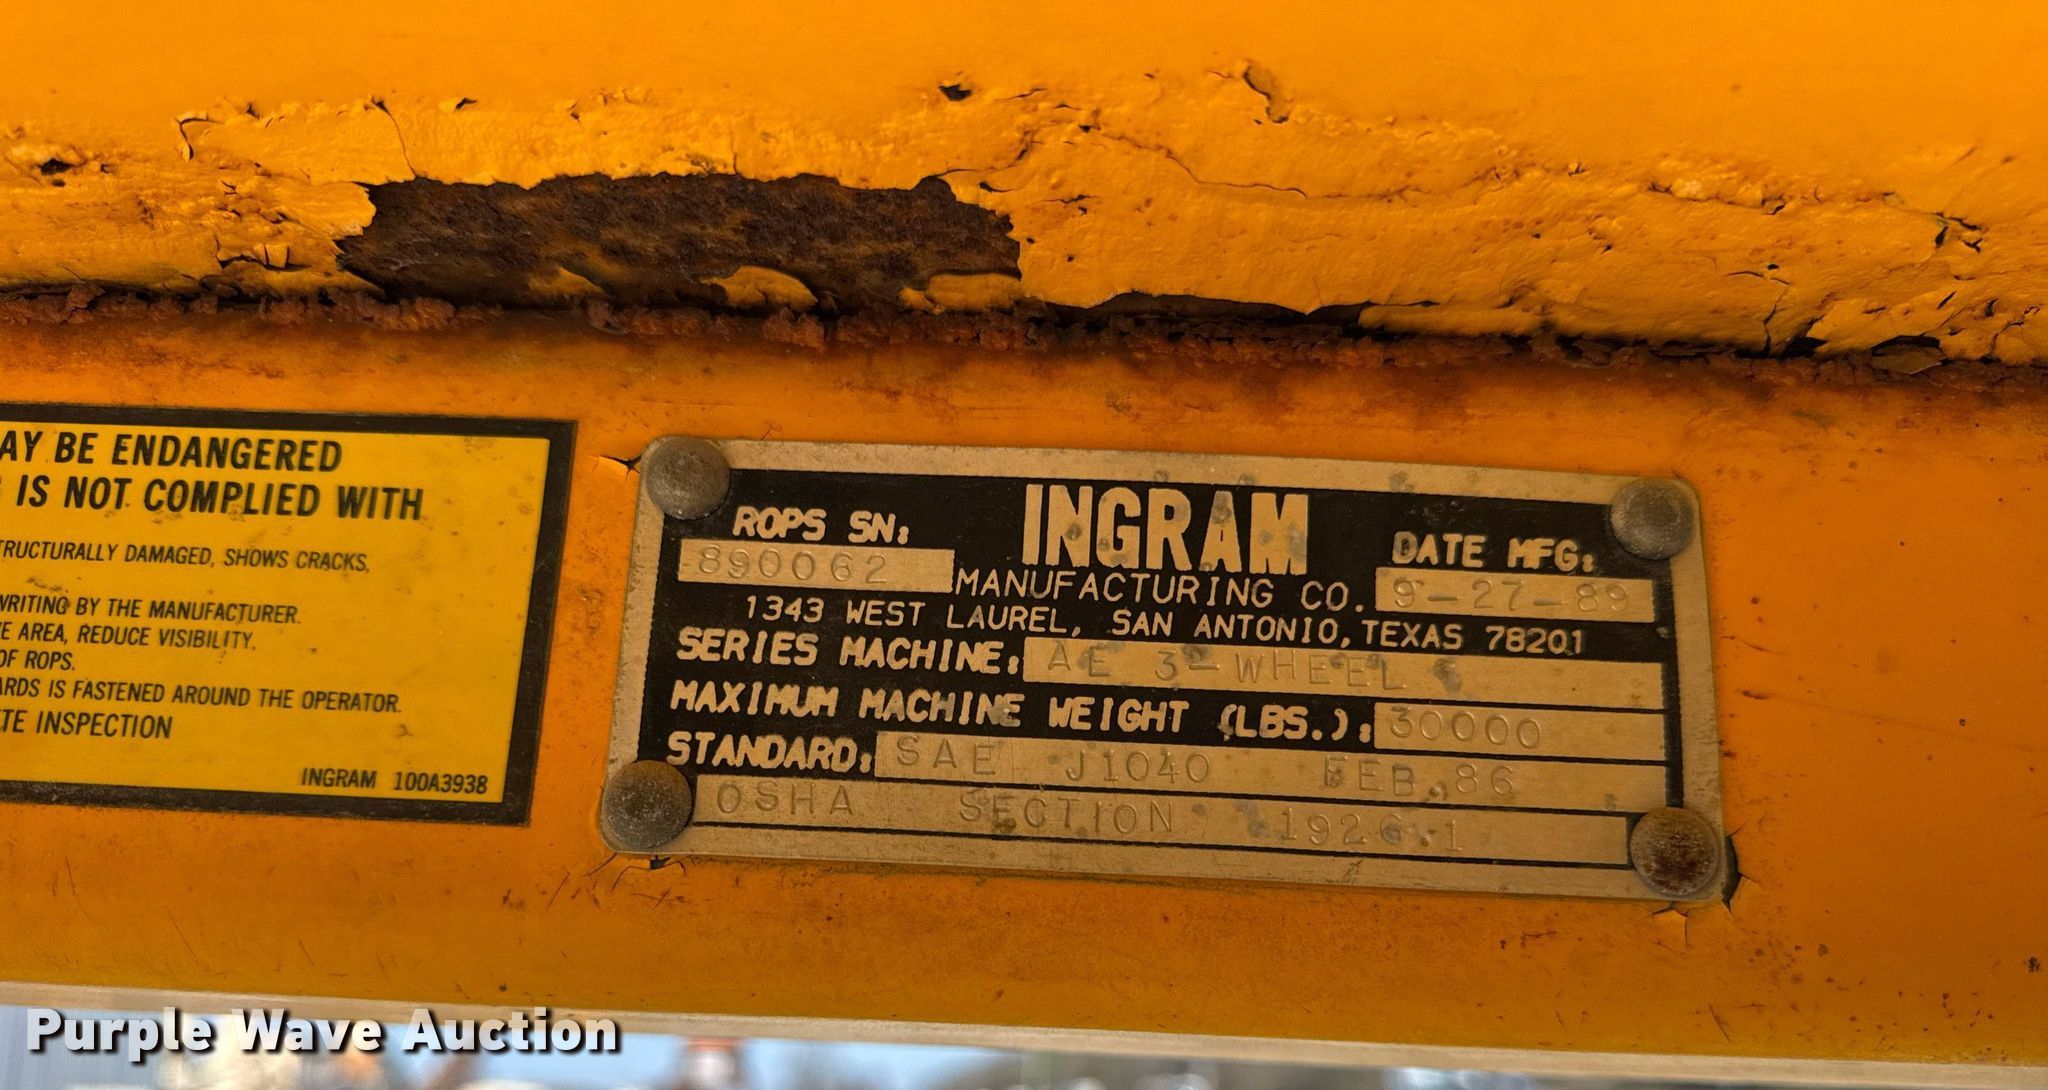 AY BE ENDANGERED
IS NOT COMPLIED WITH
TRUCTURALLY DAMAGED, SHOWS CRACKS,
WRITING BY THE MANUFACTURER.
E AREA, REDUCE VISIBILITY,
OF ROPS.
ARDS IS FASTENED AROUND THE OPERATOR.
TE INSPECTION
INGRAM 100A3938
ROPS SN: INGRAM DATE MFG:
890062 MANUFACTURING CO. 9-27-89
1343 WEST LAUREL, SAN ANTONIO, TEXAS 78201
SERIES MACHINE: AE 3-WHEEL
MAXIMUM MACHINE WEIGHT (LBS.): 30000
STANDARD: SAE J1040 FEB.86
OSHA SECTION 1926.1
Purple Wave Auction